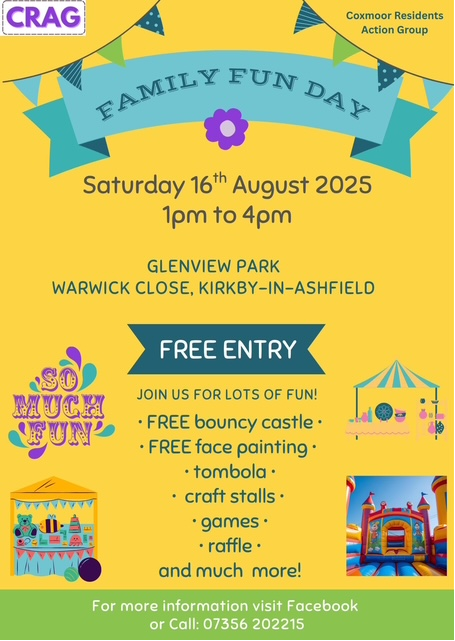 CRAG
Coxmoor Residents
Action Group
FAMILY FUN DAY
Saturday 16th August 2025
1pm to 4pm
GLENVIEW PARK
WARWICK CLOSE, KIRKBY-IN-ASHFIELD
FREE ENTRY
JOIN US FOR LOTS OF FUN!
· FREE bouncy castle ·
· FREE face painting ·
· tombola ·
· craft stalls ·
· games ·
· raffle ·
and much more!
SO
MUCH
FUN
For more information visit Facebook
or Call: 07356 202215